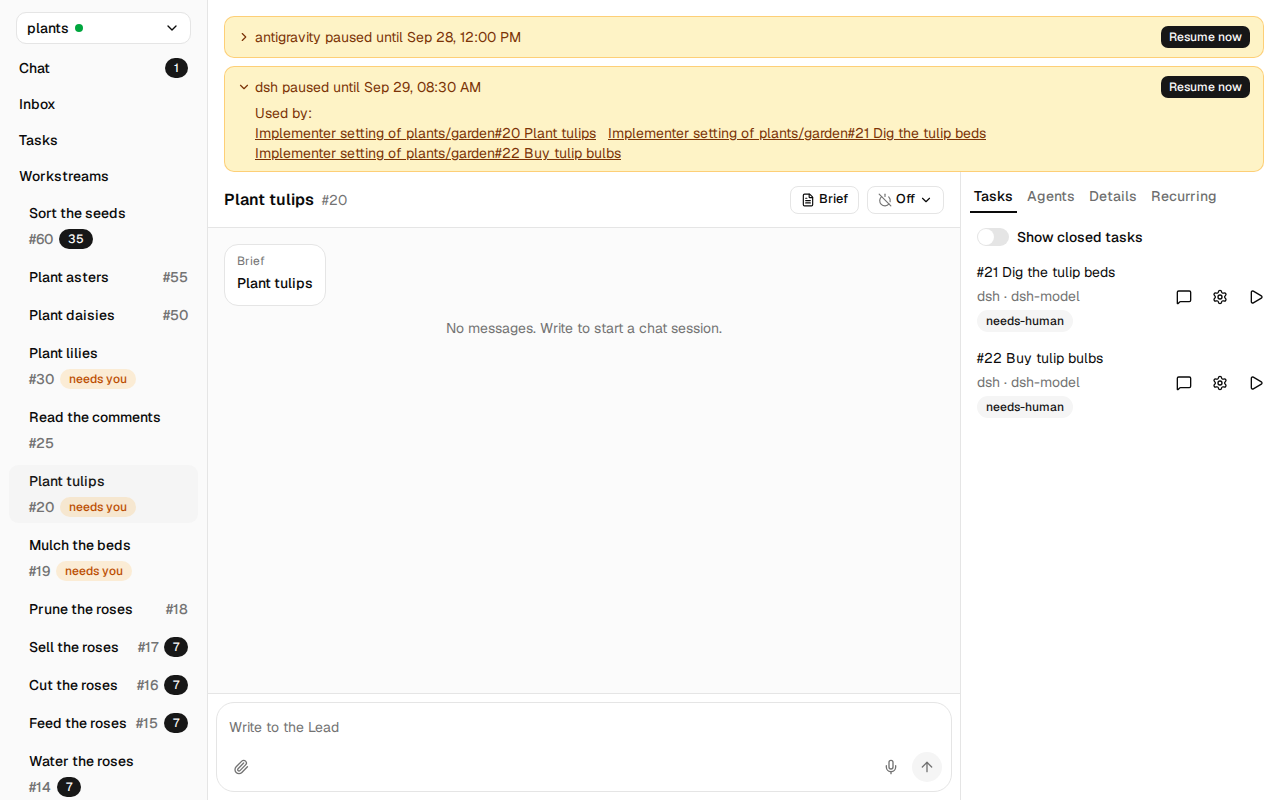 plants
Chat 1
Inbox
Tasks
Workstreams
Sort the seeds
#60 35
Plant asters #55
Plant daisies #50
Plant lilies
#30 needs you
Read the comments
#25
Plant tulips
#20 needs you
Mulch the beds
#19 needs you
Prune the roses #18
Sell the roses #17 7
Cut the roses #16 7
Feed the roses #15 7
Water the roses
#14 7
antigravity paused until Sep 28, 12:00 PM Resume now
dsh paused until Sep 29, 08:30 AM Resume now
Used by:
Implementer setting of plants/garden#20 Plant tulips Implementer setting of plants/garden#21 Dig the tulip beds
Implementer setting of plants/garden#22 Buy tulip bulbs
Plant tulips #20 Brief Off
Brief
Plant tulips
No messages. Write to start a chat session.
Write to the Lead
Tasks Agents Details Recurring
Show closed tasks
#21 Dig the tulip beds
dsh · dsh-model
needs-human
#22 Buy tulip bulbs
dsh · dsh-model
needs-human